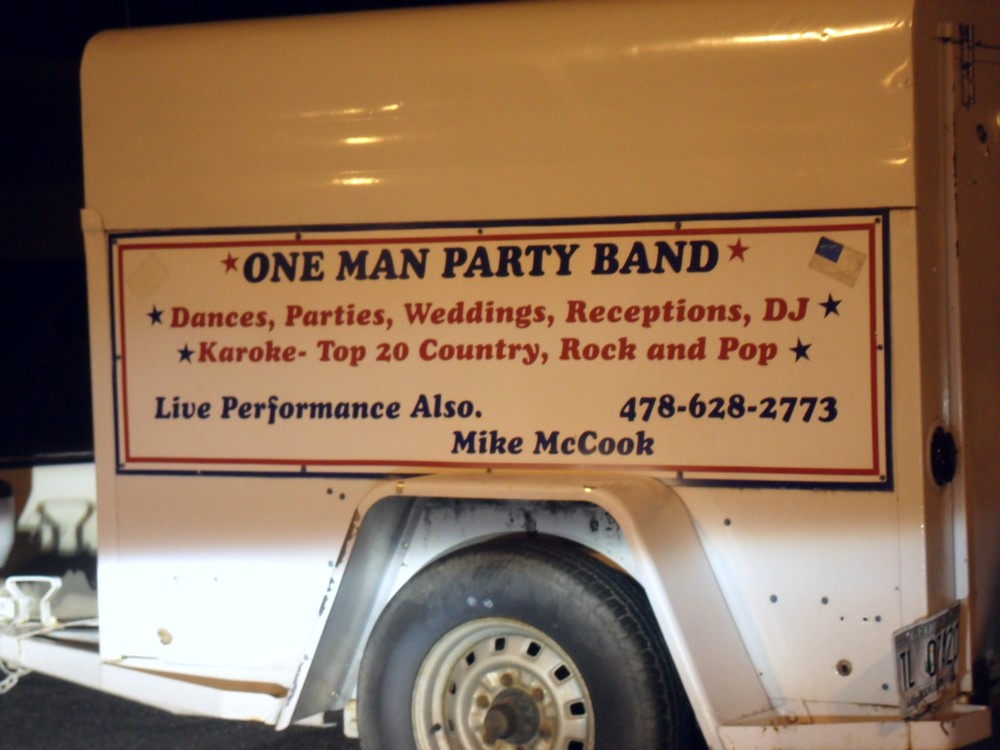 ONE MAN PARTY BAND
Dances, Parties, Weddings, Receptions, DJ
Karoke- Top 20 Country, Rock and Pop
Live Performance Also. 478-628-2773
Mike McCook
TL